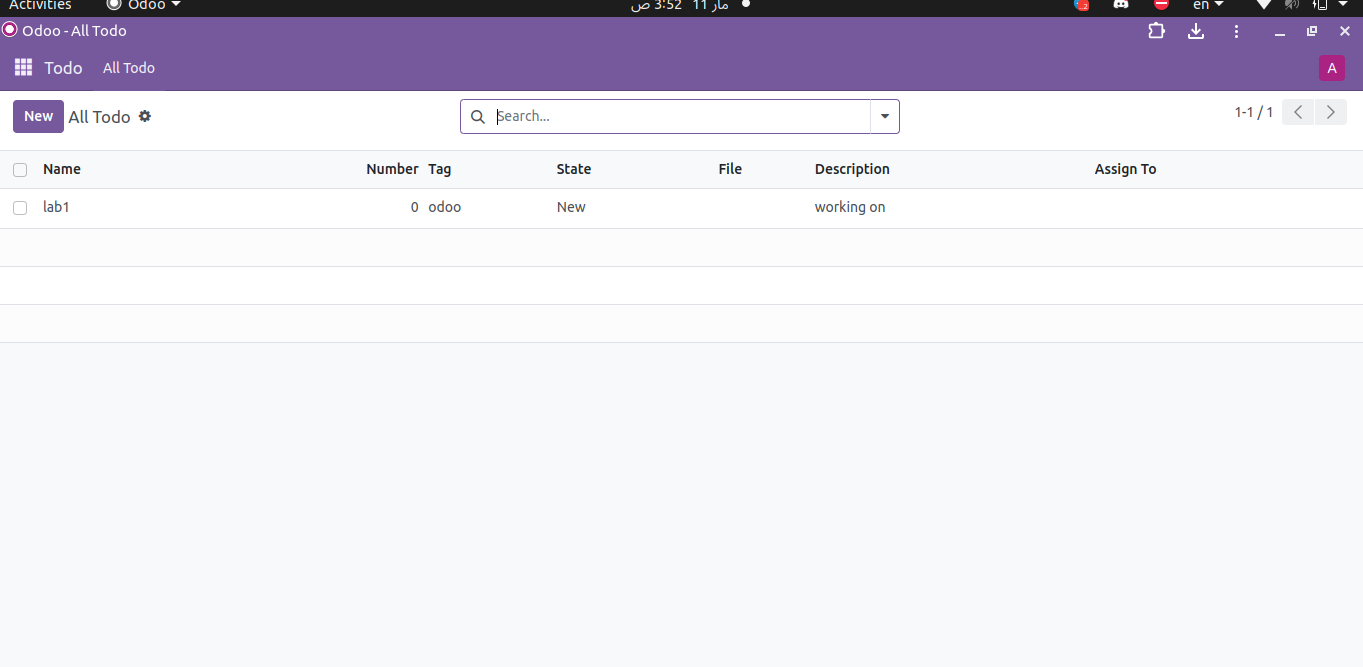 Activities Odoo 3:52 ص 11 مار en
Odoo - All Todo
Todo All Todo A
New All Todo Search... 1-1 / 1
Name Number Tag State File Description Assign To
lab1 0 odoo New working on